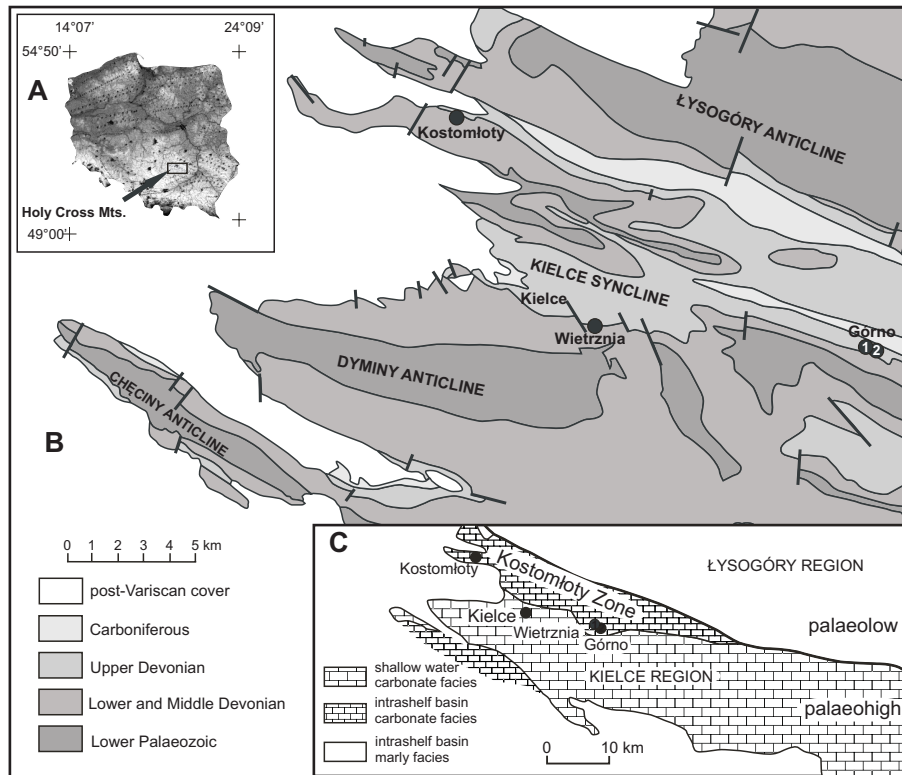 14°07'
24°09'
54°50'
A
Holy Cross Mts.
49°00'
Kostomłoty
ŁYSOGÓRY ANTICLINE
KIELCE SYNCLINE
Kielce
Wietrznia
Górno
1 2
DYMINY ANTICLINE
CHĘCINY ANTICLINE
B
0 1 2 3 4 5 km
post-Variscan cover
Carboniferous
Upper Devonian
Lower and Middle Devonian
Lower Palaeozoic
C
Kostomłoty
Kostomłoty Zone
ŁYSOGÓRY REGION
palaeolow
Kielce
Wietrznia
Górno
KIELCE REGION
palaeohigh
shallow water
carbonate facies
intrashelf basin
carbonate facies
intrashelf basin
marly facies
0 10 km